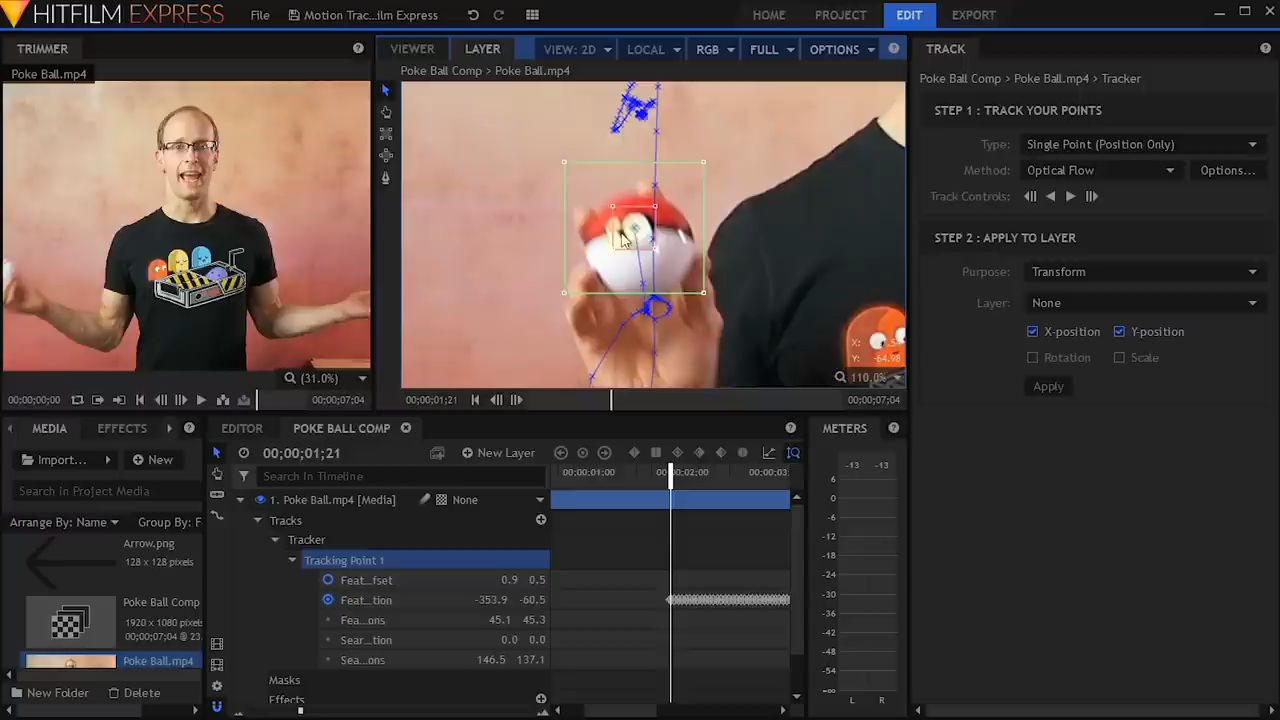 HITFILM EXPRESS
File
Motion Trac...ilm Express
HOME
PROJECT
EDIT
EXPORT
TRIMMER
Poke Ball.mp4
(31.0%)
00;00;00;00
00;00;07;04
VIEWER
LAYER
VIEW: 2D
LOCAL
RGB
FULL
OPTIONS
Poke Ball Comp > Poke Ball.mp4
X:
Y: -64.98
110.0%
00;00;01;21
00;00;07;04
TRACK
Poke Ball Comp > Poke Ball.mp4 > Tracker
STEP 1 : TRACK YOUR POINTS
Type: Single Point (Position Only)
Method: Optical Flow Options...
Track Controls:
STEP 2 : APPLY TO LAYER
Purpose: Transform
Layer: None
X-position Y-position
Rotation Scale
Apply
MEDIA
EFFECTS
Import...
New
Search in Project Media
Arrange By: Name Group By: F
Arrow.png
128 x 128 pixels
Poke Ball Comp
1920 x 1080 pixels
00;00;07;04 @ 23.
Poke Ball.mp4
New Folder
Delete
EDITOR
POKE BALL COMP
00;00;01;21
New Layer
Search in Timeline
00;00;01;00
00;00;02;00
00;00;03;
1. Poke Ball.mp4 [Media]
None
Tracks
Tracker
Tracking Point 1
Feat...fset 0.9 0.5
Feat...tion -353.9 -60.5
Fea...ons 45.1 45.3
Sear...tion 0.0 0.0
Sea...ons 146.5 137.1
Masks
Effects
METERS
-13 -13
6
0
-6
-12
-18
-24
-30
-36
-42
-54
-∞
L R